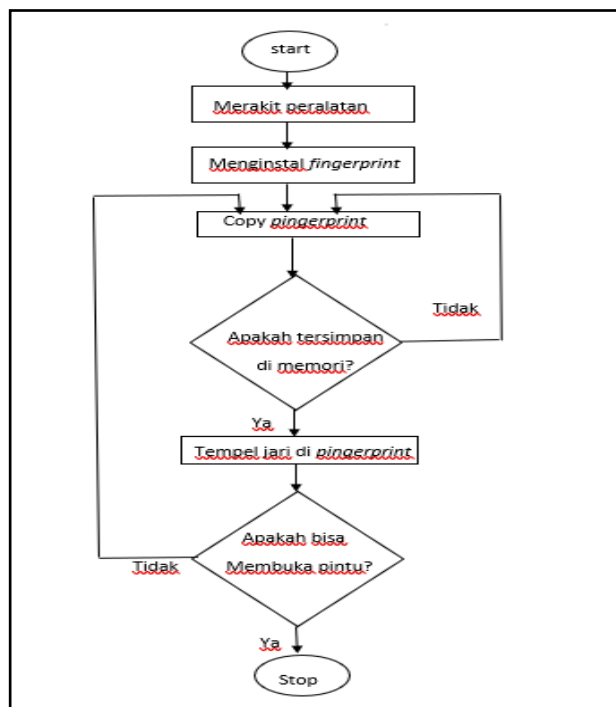 start
Merakit peralatan
Menginstal fingerprint
Copy pingerprint
Tidak
Apakah tersimpan
di memori?
Ya
Tempel jari di pingerprint
Apakah bisa
Membuka pintu?
Tidak
Ya
Stop